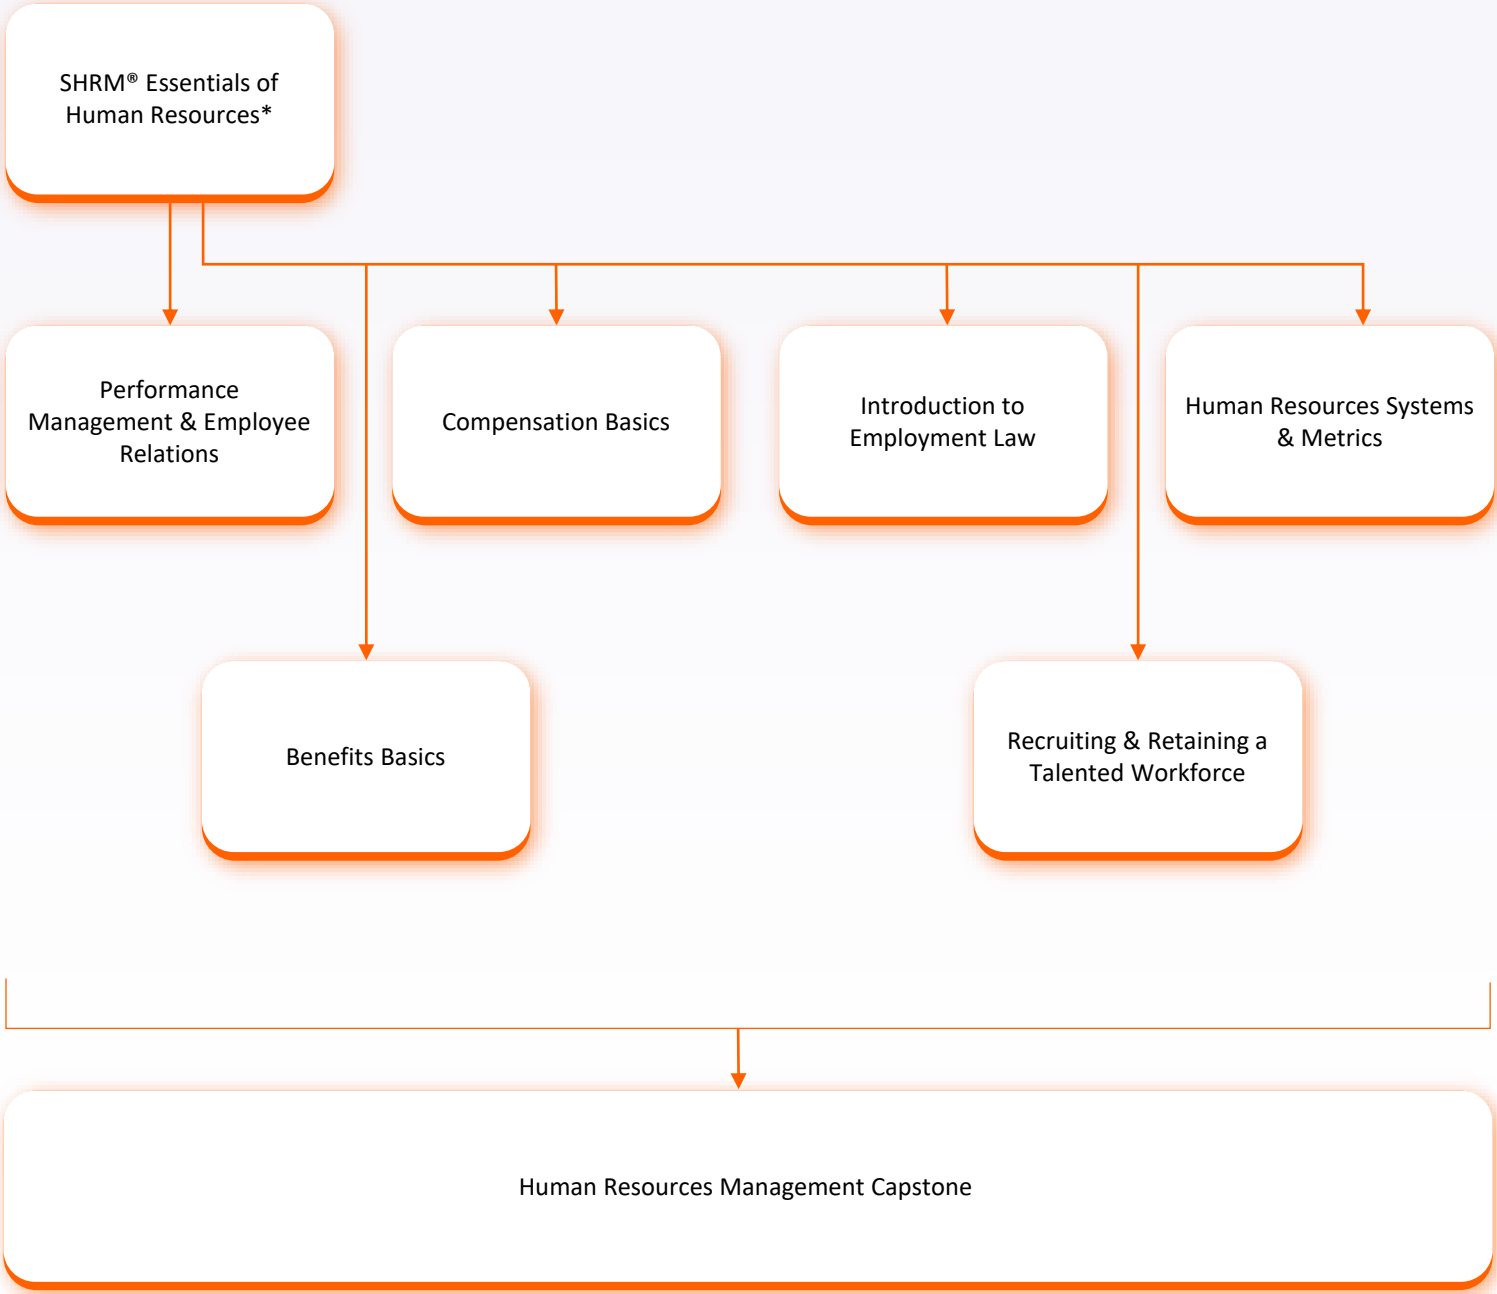 SHRM® Essentials of
Human Resources*
Performance
Management & Employee
Relations
Compensation Basics
Introduction to
Employment Law
Human Resources Systems
& Metrics
Benefits Basics
Recruiting & Retaining a
Talented Workforce
Human Resources Management Capstone